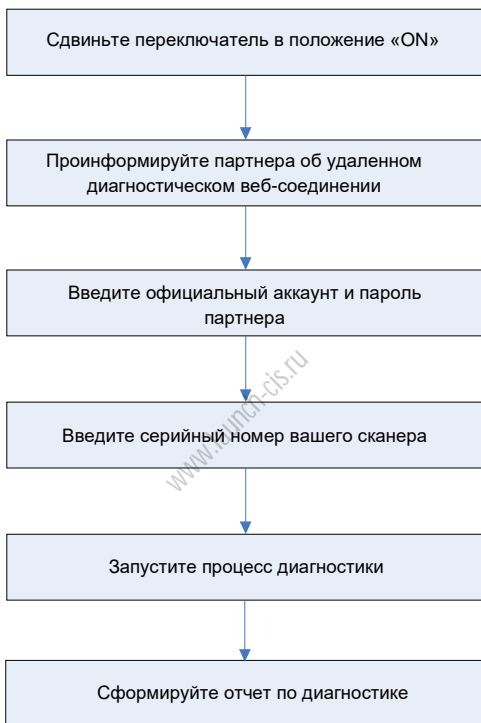 Сдвиньте переключатель в положение «ON»
Проинформируйте партнера об удаленном
диагностическом веб-соединении
Введите официальный аккаунт и пароль
партнера
www.launch-cis.ru
Введите серийный номер вашего сканера
Запустите процесс диагностики
Сформируйте отчет по диагностике